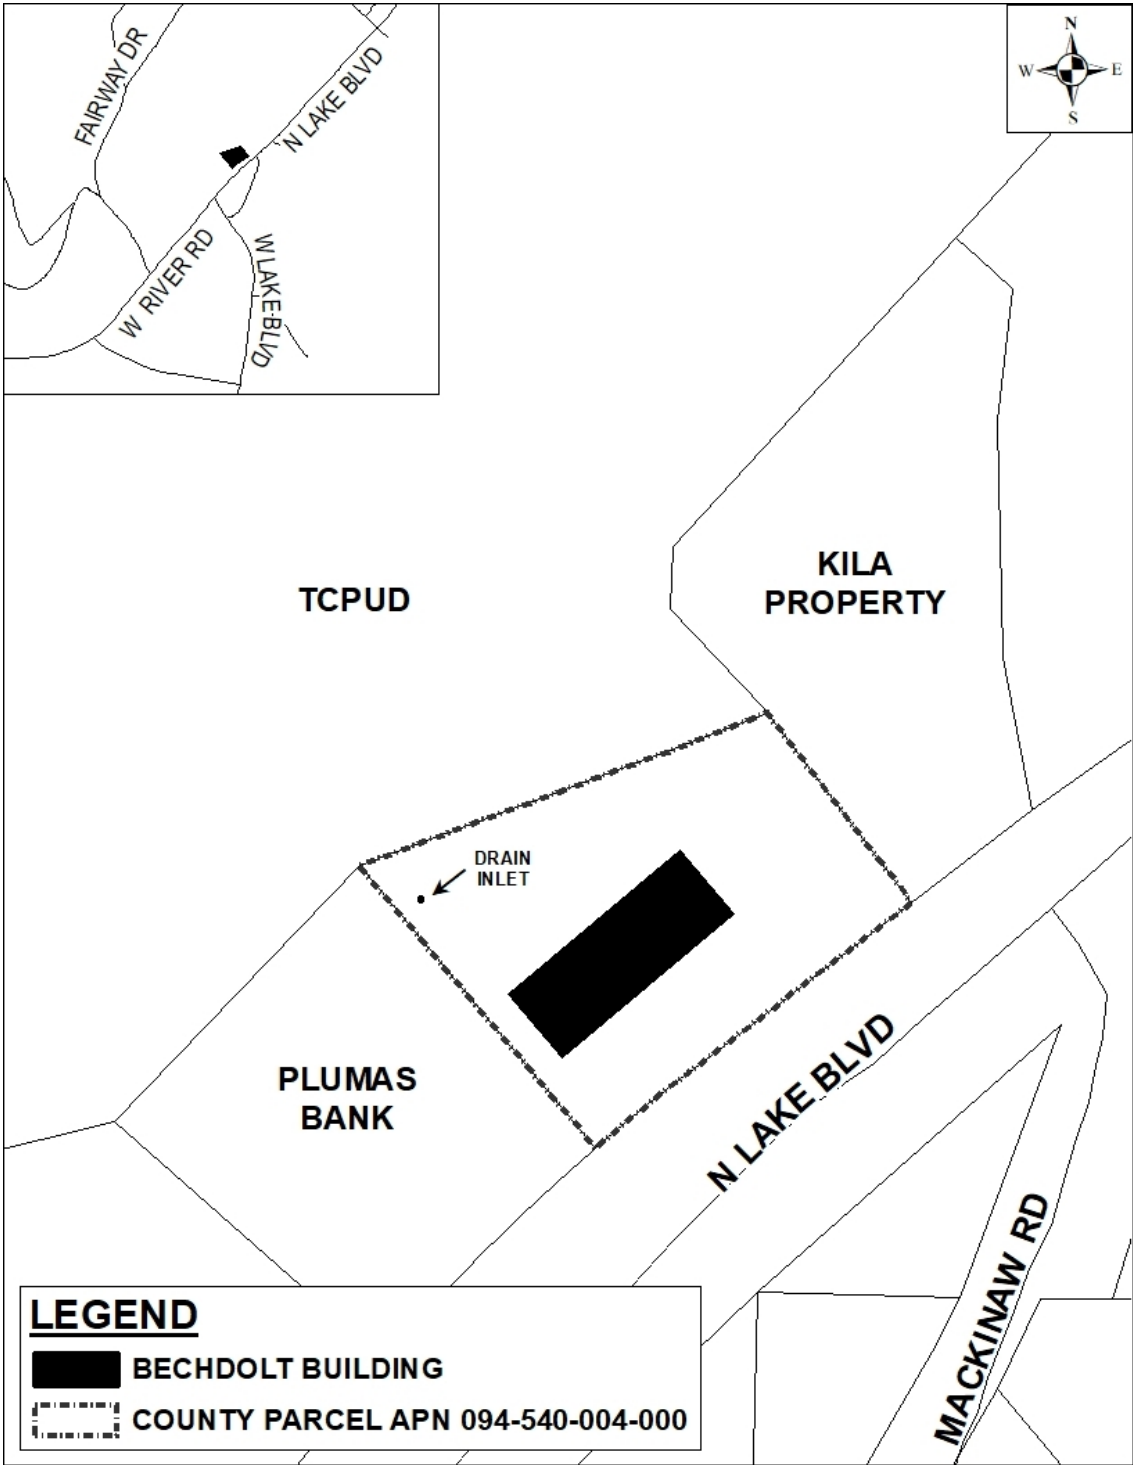 FAIRWAY DR
N LAKE BLVD
W RIVER RD
W LAKE BLVD
N
W
E
S
KILA
PROPERTY
TCPUD
DRAIN
INLET
PLUMAS
BANK
N LAKE BLVD
MACKINAW RD
LEGEND
BECHDOLT BUILDING
COUNTY PARCEL APN 094-540-004-000